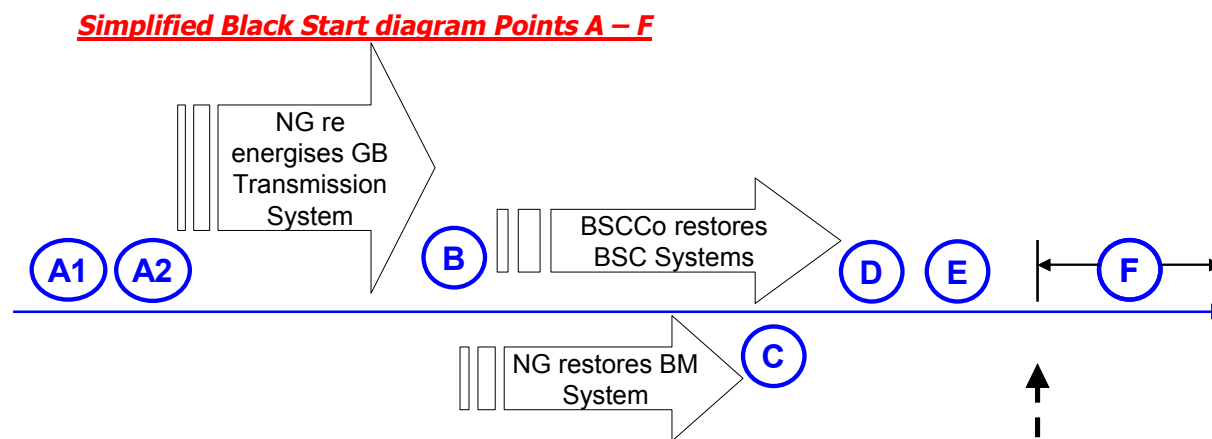 Simplified Black Start diagram Points A – F
NG re
energises GB
Transmission
System
A1
A2
B
BSCCo restores
BSC Systems
D
E
F
NG restores BM
System
C